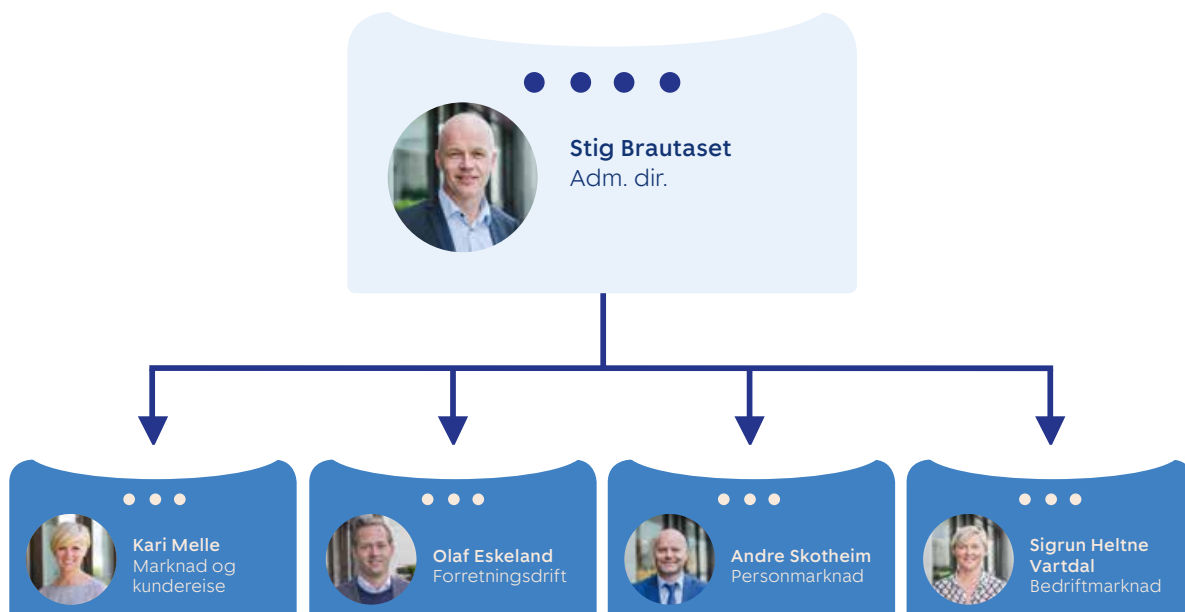 Stig Brautaset
Adm. dir.
Kari Melle
Marknad og
kundereise
Olaf Eskeland
Forretningsdrift
Andre Skotheim
Personmarknad
Sigrun Heltne
Vartdal
Bedriftmarknad